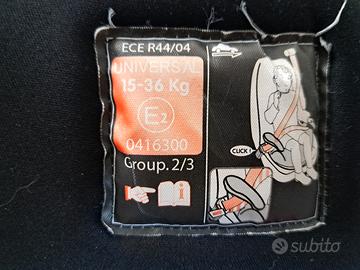 ECE R44/04
UNIVERSAL
15-36 Kg
E2
0416300
Group.2/3
i
CLICK!
subito